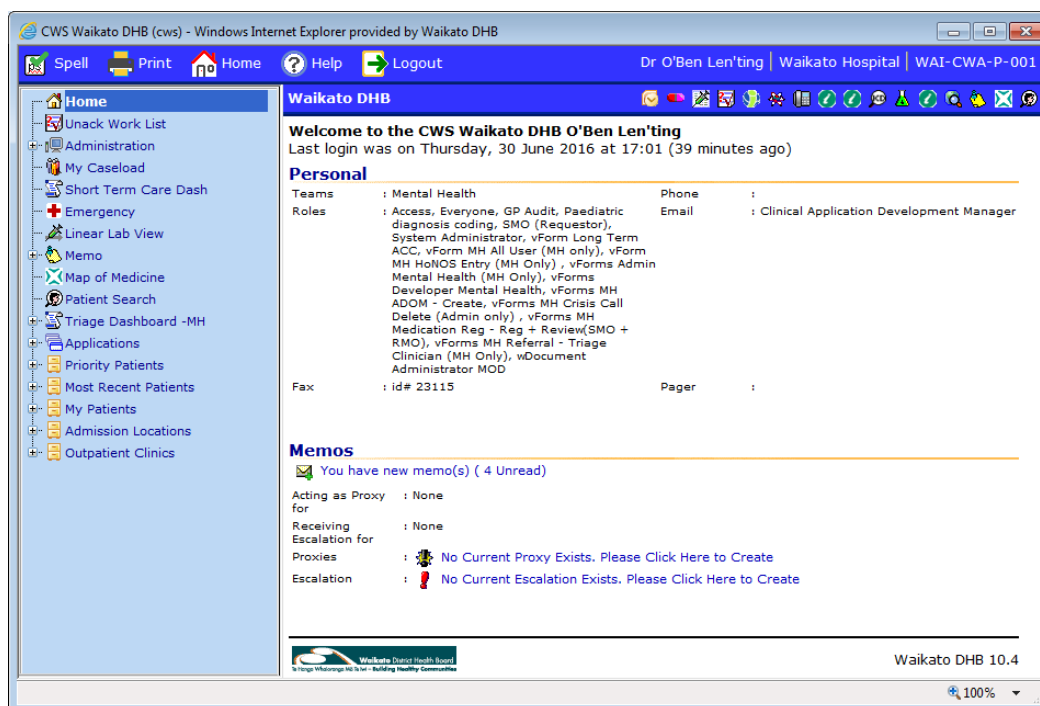 CWS Waikato DHB (cws) - Windows Internet Explorer provided by Waikato DHB
Spell Print Home Help Logout Dr O'Ben Len'ting | Waikato Hospital | WAI-CWA-P-001
Home
Unack Work List
Administration
My Caseload
Short Term Care Dash
Emergency
Linear Lab View
Memo
Map of Medicine
Patient Search
Triage Dashboard -MH
Applications
Priority Patients
Most Recent Patients
My Patients
Admission Locations
Outpatient Clinics
Waikato DHB
Welcome to the CWS Waikato DHB O'Ben Len'ting
Last login was on Thursday, 30 June 2016 at 17:01 (39 minutes ago)
Personal
Teams : Mental Health Phone :
Roles : Access, Everyone, GP Audit, Paediatric Email : Clinical Application Development Manager
diagnosis coding, SMO (Requestor),
System Administrator, vForm Long Term
ACC, vForm MH All User (MH only), vForm
MH HoNOS Entry (MH Only) , vForms Admin
Mental Health (MH Only), vForms
Developer Mental Health, vForms MH
ADOM - Create, vForms MH Crisis Call
Delete (Admin only) , vForms MH
Medication Reg - Reg + Review(SMO +
RMO), vForms MH Referral - Triage
Clinician (MH Only), wDocument
Administrator MOD
Fax : id# 23115 Pager :
Memos
You have new memo(s) ( 4 Unread)
Acting as Proxy : None
for
Receiving : None
Escalation for
Proxies : No Current Proxy Exists. Please Click Here to Create
Escalation : No Current Escalation Exists. Please Click Here to Create
Waikato District Health Board
Waikato DHB 10.4
100%